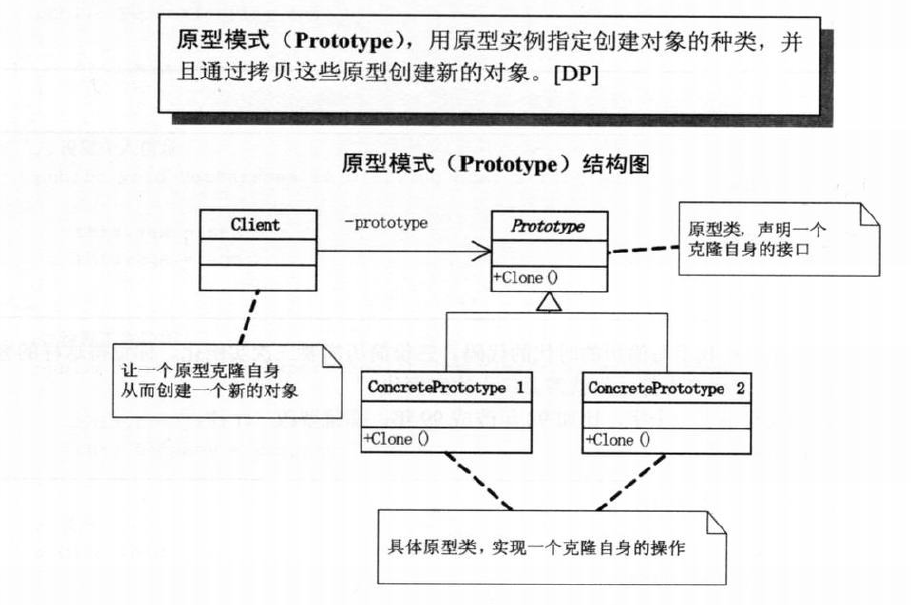 原型模式（Prototype），用原型实例指定创建对象的种类，并
且通过拷贝这些原型创建新的对象。[DP]
原型模式（Prototype）结构图
Client
-prototype
Prototype
+Clone()
原型类，声明一个
克隆自身的接口
让一个原型克隆自身
从而创建一个新的对象
ConcretePrototype 1
+Clone()
ConcretePrototype 2
+Clone()
具体原型类，实现一个克隆自身的操作